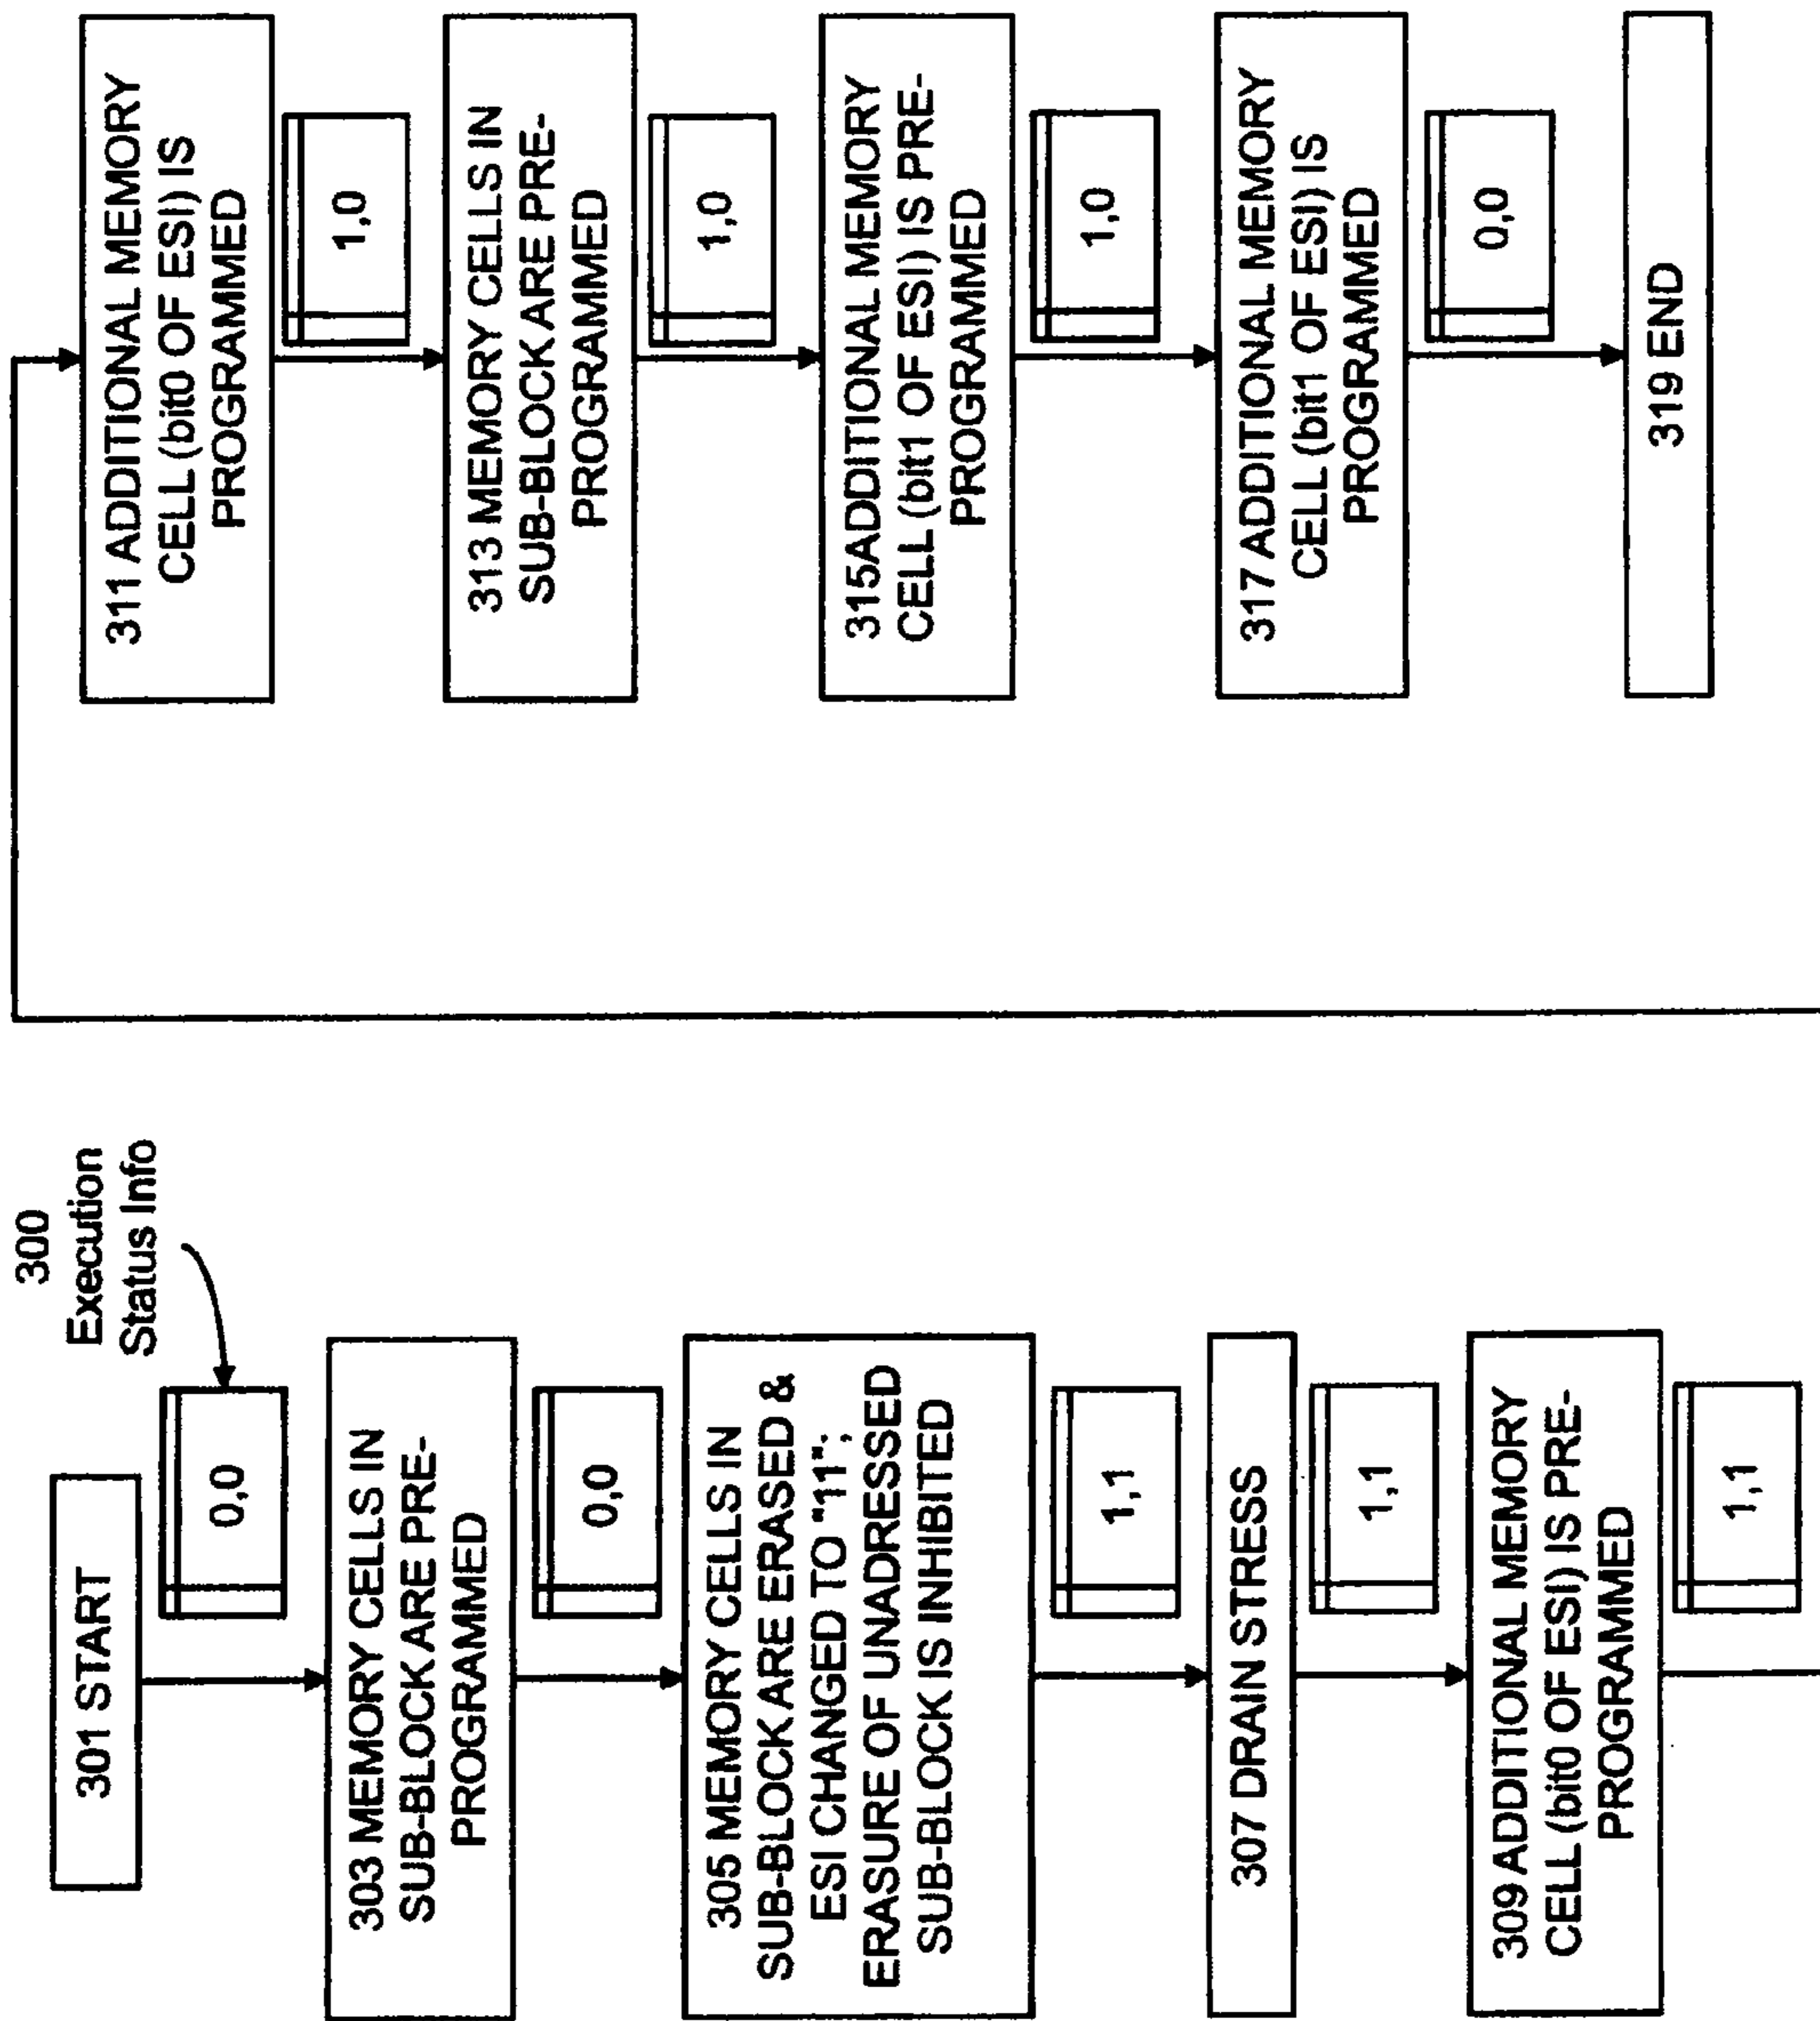 300
Execution
Status Info
301 START
0,0
303 MEMORY CELLS IN
SUB-BLOCK ARE PRE-
PROGRAMMED
0,0
305 MEMORY CELLS IN
SUB-BLOCK ARE ERASED &
ESI CHANGED TO "11";
ERASURE OF UNADRESSED
SUB-BLOCK IS INHIBITED
1,1
307 DRAIN STRESS
1,1
309 ADDITIONAL MEMORY
CELL (bit0 OF ESI) IS PRE-
PROGRAMMED
1,1
311 ADDITIONAL MEMORY
CELL (bit0 OF ESI) IS
PROGRAMMED
1,0
313 MEMORY CELLS IN
SUB-BLOCK ARE PRE-
PROGRAMMED
1,0
315ADDITIONAL MEMORY
CELL (bit1 OF ESI) IS PRE-
PROGRAMMED
1,0
317 ADDITIONAL MEMORY
CELL (bit1 OF ESI) IS
PROGRAMMED
0,0
319 END